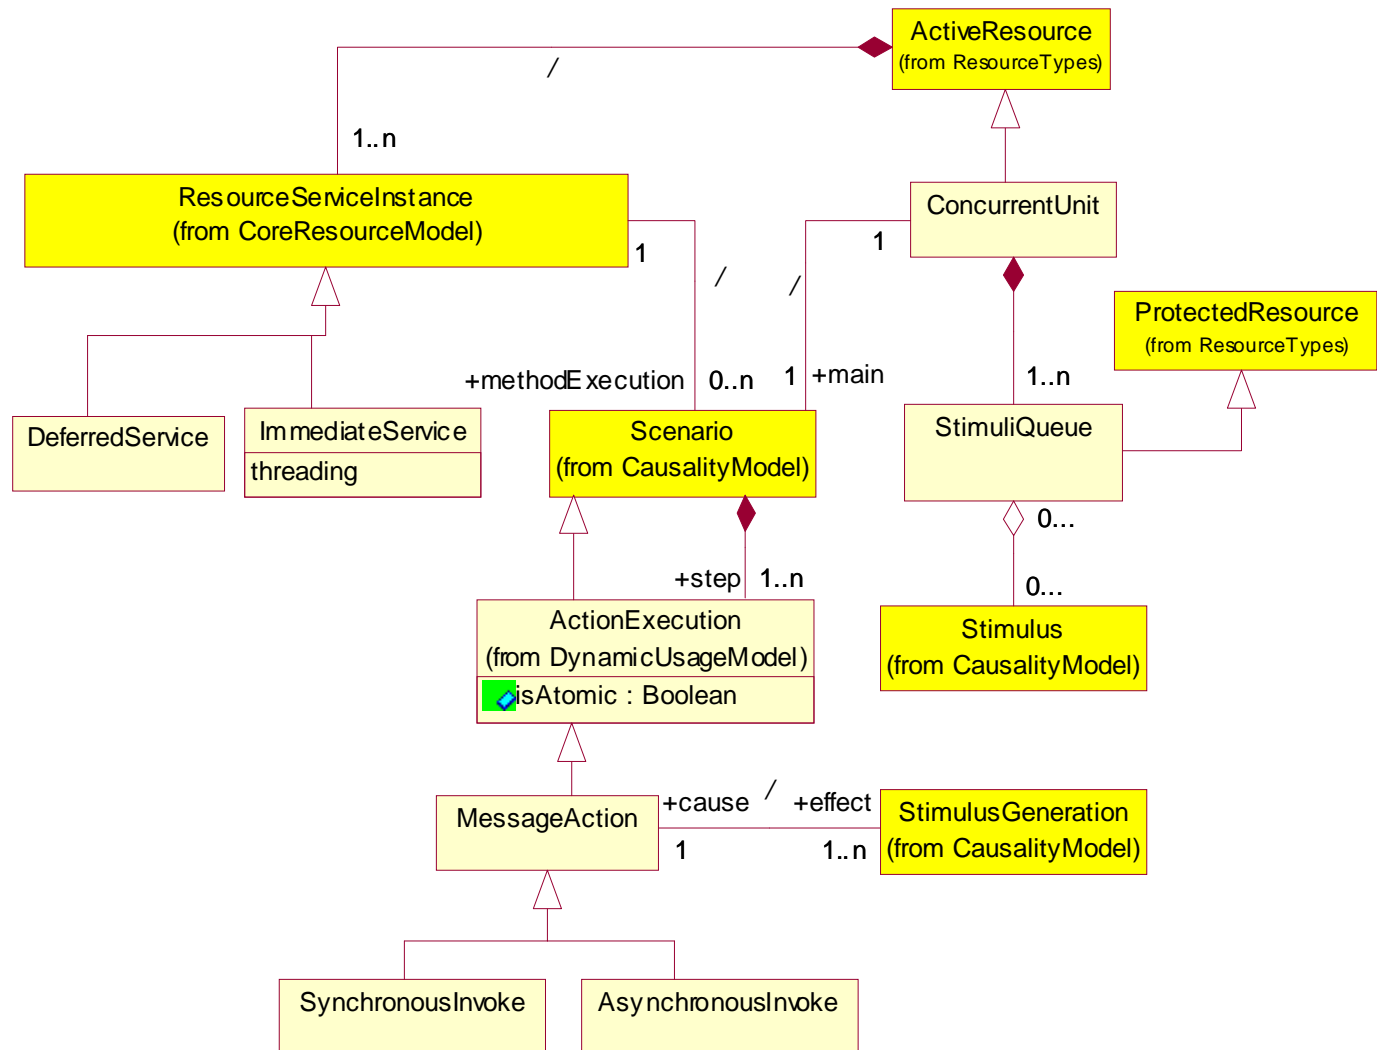 ActiveResource
(from ResourceTypes)
/
1..n
ResourceServiceInstance
(from CoreResourceModel)
ConcurrentUnit
1
1
/
/
ProtectedResource
(from ResourceTypes)
+methodExecution
0..n
1
+main
1..n
DeferredService
ImmediateService
threading
Scenario
(from CausalityModel)
StimuliQueue
0...
+step
1..n
0...
ActionExecution
(from DynamicUsageModel)
isAtomic : Boolean
Stimulus
(from CausalityModel)
MessageAction
+cause
/
+effect
1
1..n
StimulusGeneration
(from CausalityModel)
SynchronousInvoke
AsynchronousInvoke